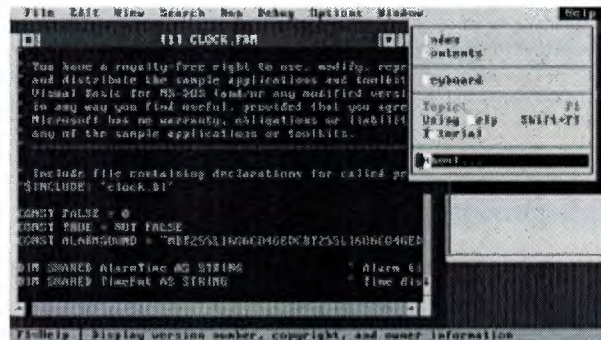 File Edit View Search Run Debug Options Window Help
[1] CLOCK.FRM
Index
Contents
Keyboard
Topic: F1
Using Help Shift+F1
Tutorial
About...
' You have a royalty-free right to use, modify, repr
' and distribute the sample applications and toolkits
' Visual Basic for MS-DOS (and/or any modified versi
' in any way you find useful, provided that you agre
' Microsoft has no warranty, obligations or liabilit
' any of the sample applications or toolkits.
' Include file containing declarations for called pr
'$INCLUDE: 'clock.bi'
CONST FALSE = 0
CONST TRUE = NOT FALSE
CONST ALARMSOUND =
DIM SHARED AlarmTime AS STRING ' Alarm
DIM SHARED TimeFmt AS STRING ' Time
F1=Help | Display version number, copyright, and owner information